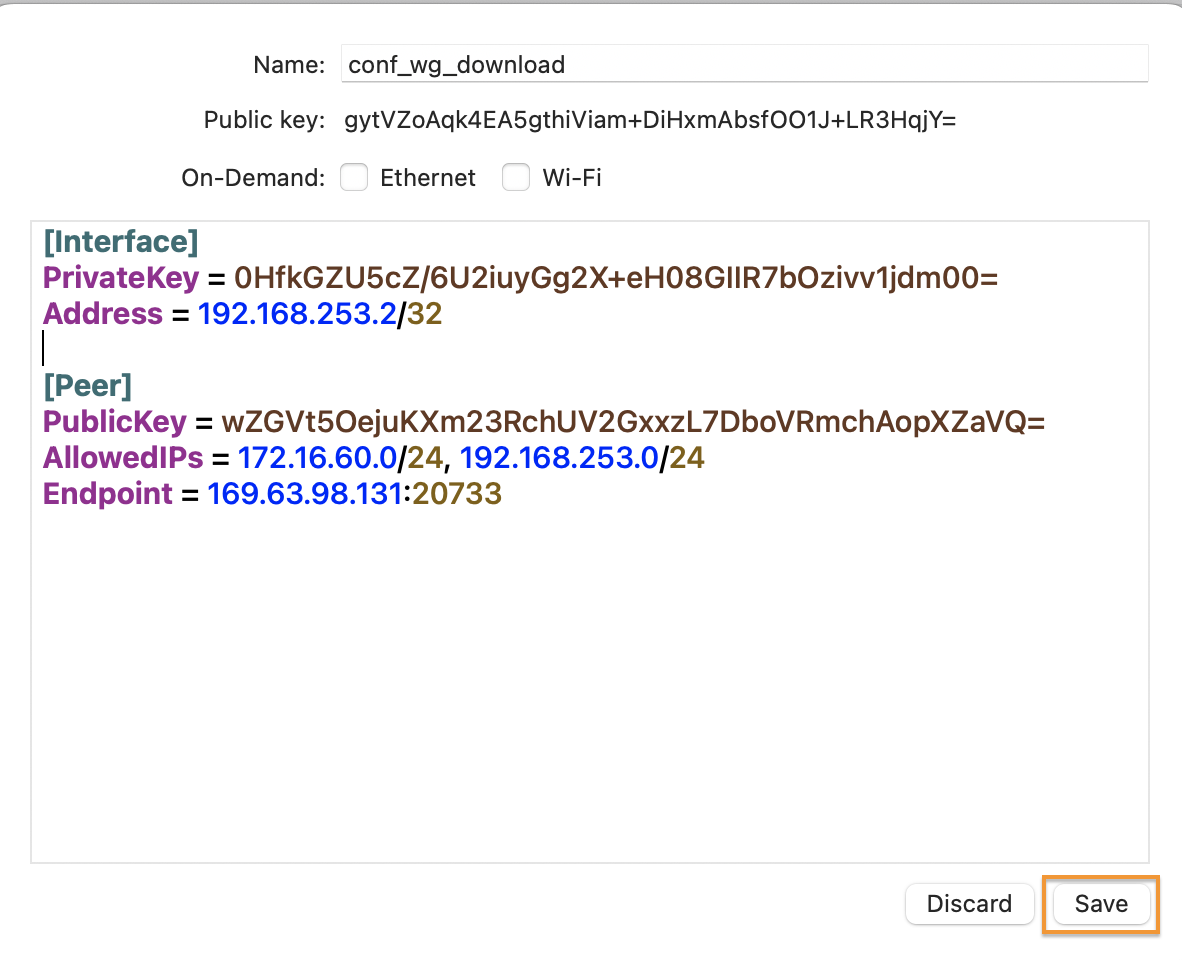 Name: conf_wg_download
Public key: gytVZoAqk4EA5gthiViam+DiHxmAbsfOO1J+LR3HqjY=
On-Demand: Ethernet Wi-Fi
[Interface]
PrivateKey = 0HfkGZU5cZ/6U2iuyGg2X+eH08GIIR7bOzivv1jdm00=
Address = 192.168.253.2/32
[Peer]
PublicKey = wZGVt5OejuKXm23RchUV2GxxzL7DboVRmchAopXZaVQ=
AllowedIPs = 172.16.60.0/24, 192.168.253.0/24
Endpoint = 169.63.98.131:20733
Discard Save